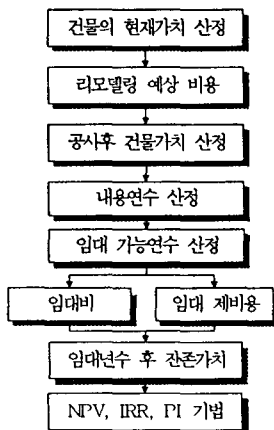 건물의 현재가치 산정
리모델링 예상 비용
공사후 건물가치 산정
내용연수 산정
임대 가능연수 산정
임대비
임대 제비용
임대년수 후 잔존가치
NPV, IRR, PI 기법